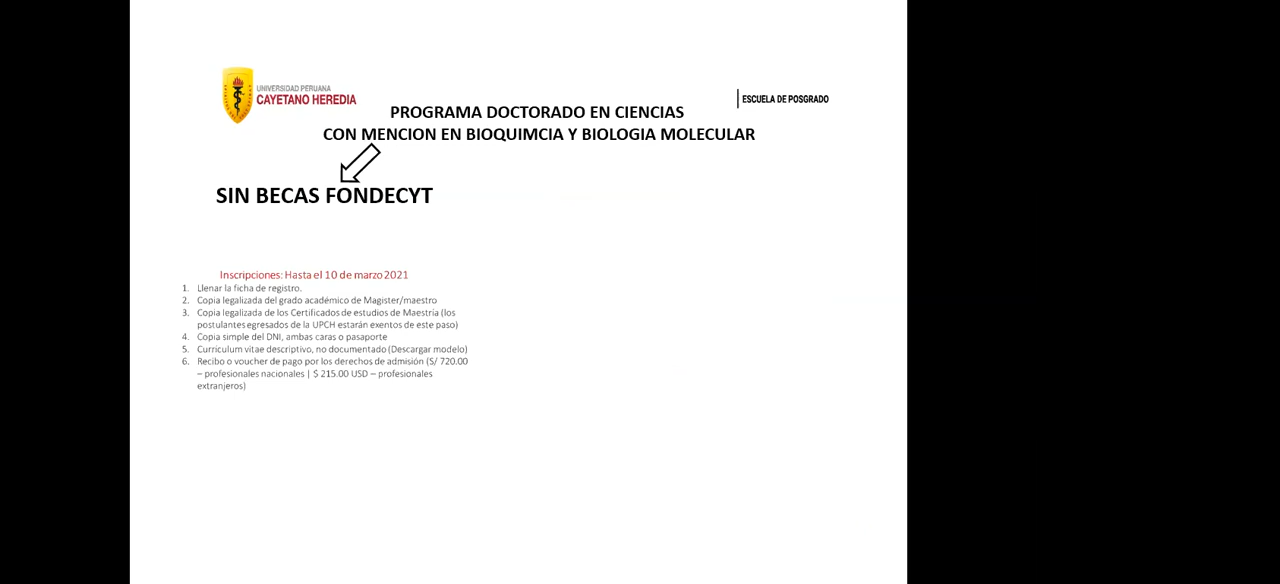 UNIVERSIDAD PERUANA
CAYETANO HEREDIA
ESCUELA DE POSGRADO
PROGRAMA DOCTORADO EN CIENCIAS
CON MENCION EN BIOQUIMCIA Y BIOLOGIA MOLECULAR
SIN BECAS FONDECYT
Inscripciones: Hasta el 10 de marzo 2021
1. Llenar la ficha de registro.
2. Copia legalizada del grado académico de Magister/maestro
3. Copia legalizada de los Certificados de estudios de Maestría (los
postulantes egresados de la UPCH estarán exentos de este paso)
4. Copia simple del DNI, ambas caras o pasaporte
5. Curriculum vitae descriptivo, no documentado (Descargar modelo)
6. Recibo o voucher de pago por los derechos de admisión (S/ 720.00
– profesionales nacionales | $ 215.00 USD – profesionales
extranjeros)